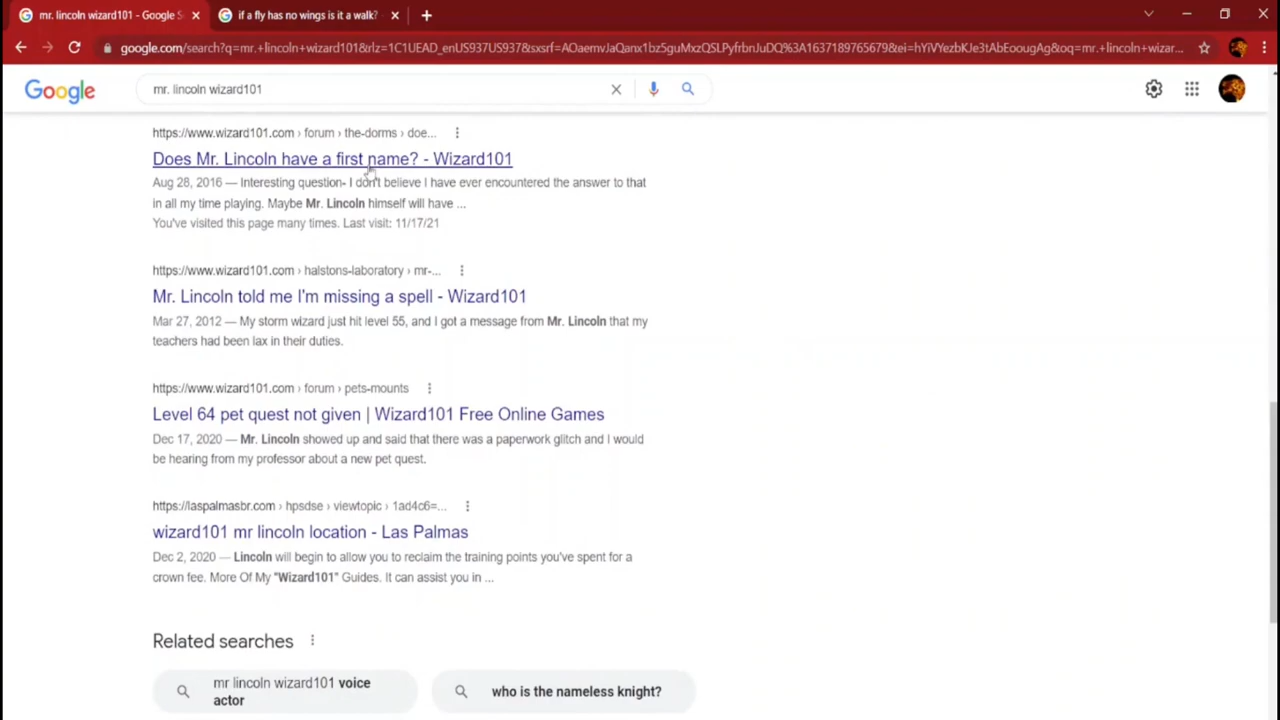 mr. lincoln wizard101 - Google S
if a fly has no wings is it a walk?
google.com/search?q=mr.+lincoln+wizard101&rlz=1C1UEAD_enUS937US937&sxsrf=AOaemvJaQanx1bz5guMxzQSLPyfrbnJuDQ%3A1637189765679&ei=hYiVYezbKJe3tAbEoougAg&oq=mr.+lincoln+wizar...
Google
mr. lincoln wizard101
https://www.wizard101.com › forum › the-dorms › doe...
Does Mr. Lincoln have a first name? - Wizard101
Aug 28, 2016 — Interesting question- I don't believe I have ever encountered the answer to that
in all my time playing. Maybe Mr. Lincoln himself will have ...
You've visited this page many times. Last visit: 11/17/21
https://www.wizard101.com › halstons-laboratory › mr-...
Mr. Lincoln told me I'm missing a spell - Wizard101
Mar 27, 2012 — My storm wizard just hit level 55, and I got a message from Mr. Lincoln that my
teachers had been lax in their duties.
https://www.wizard101.com › forum › pets-mounts
Level 64 pet quest not given | Wizard101 Free Online Games
Dec 17, 2020 — Mr. Lincoln showed up and said that there was a paperwork glitch and I would
be hearing from my professor about a new pet quest.
https://laspalmasbr.com › hpsdse › viewtopic › 1ad4c6=...
wizard101 mr lincoln location - Las Palmas
Dec 2, 2020 — Lincoln will begin to allow you to reclaim the training points you've spent for a
crown fee. More Of My "Wizard101" Guides. It can assist you in ...
Related searches
mr lincoln wizard101 voice
actor
who is the nameless knight?